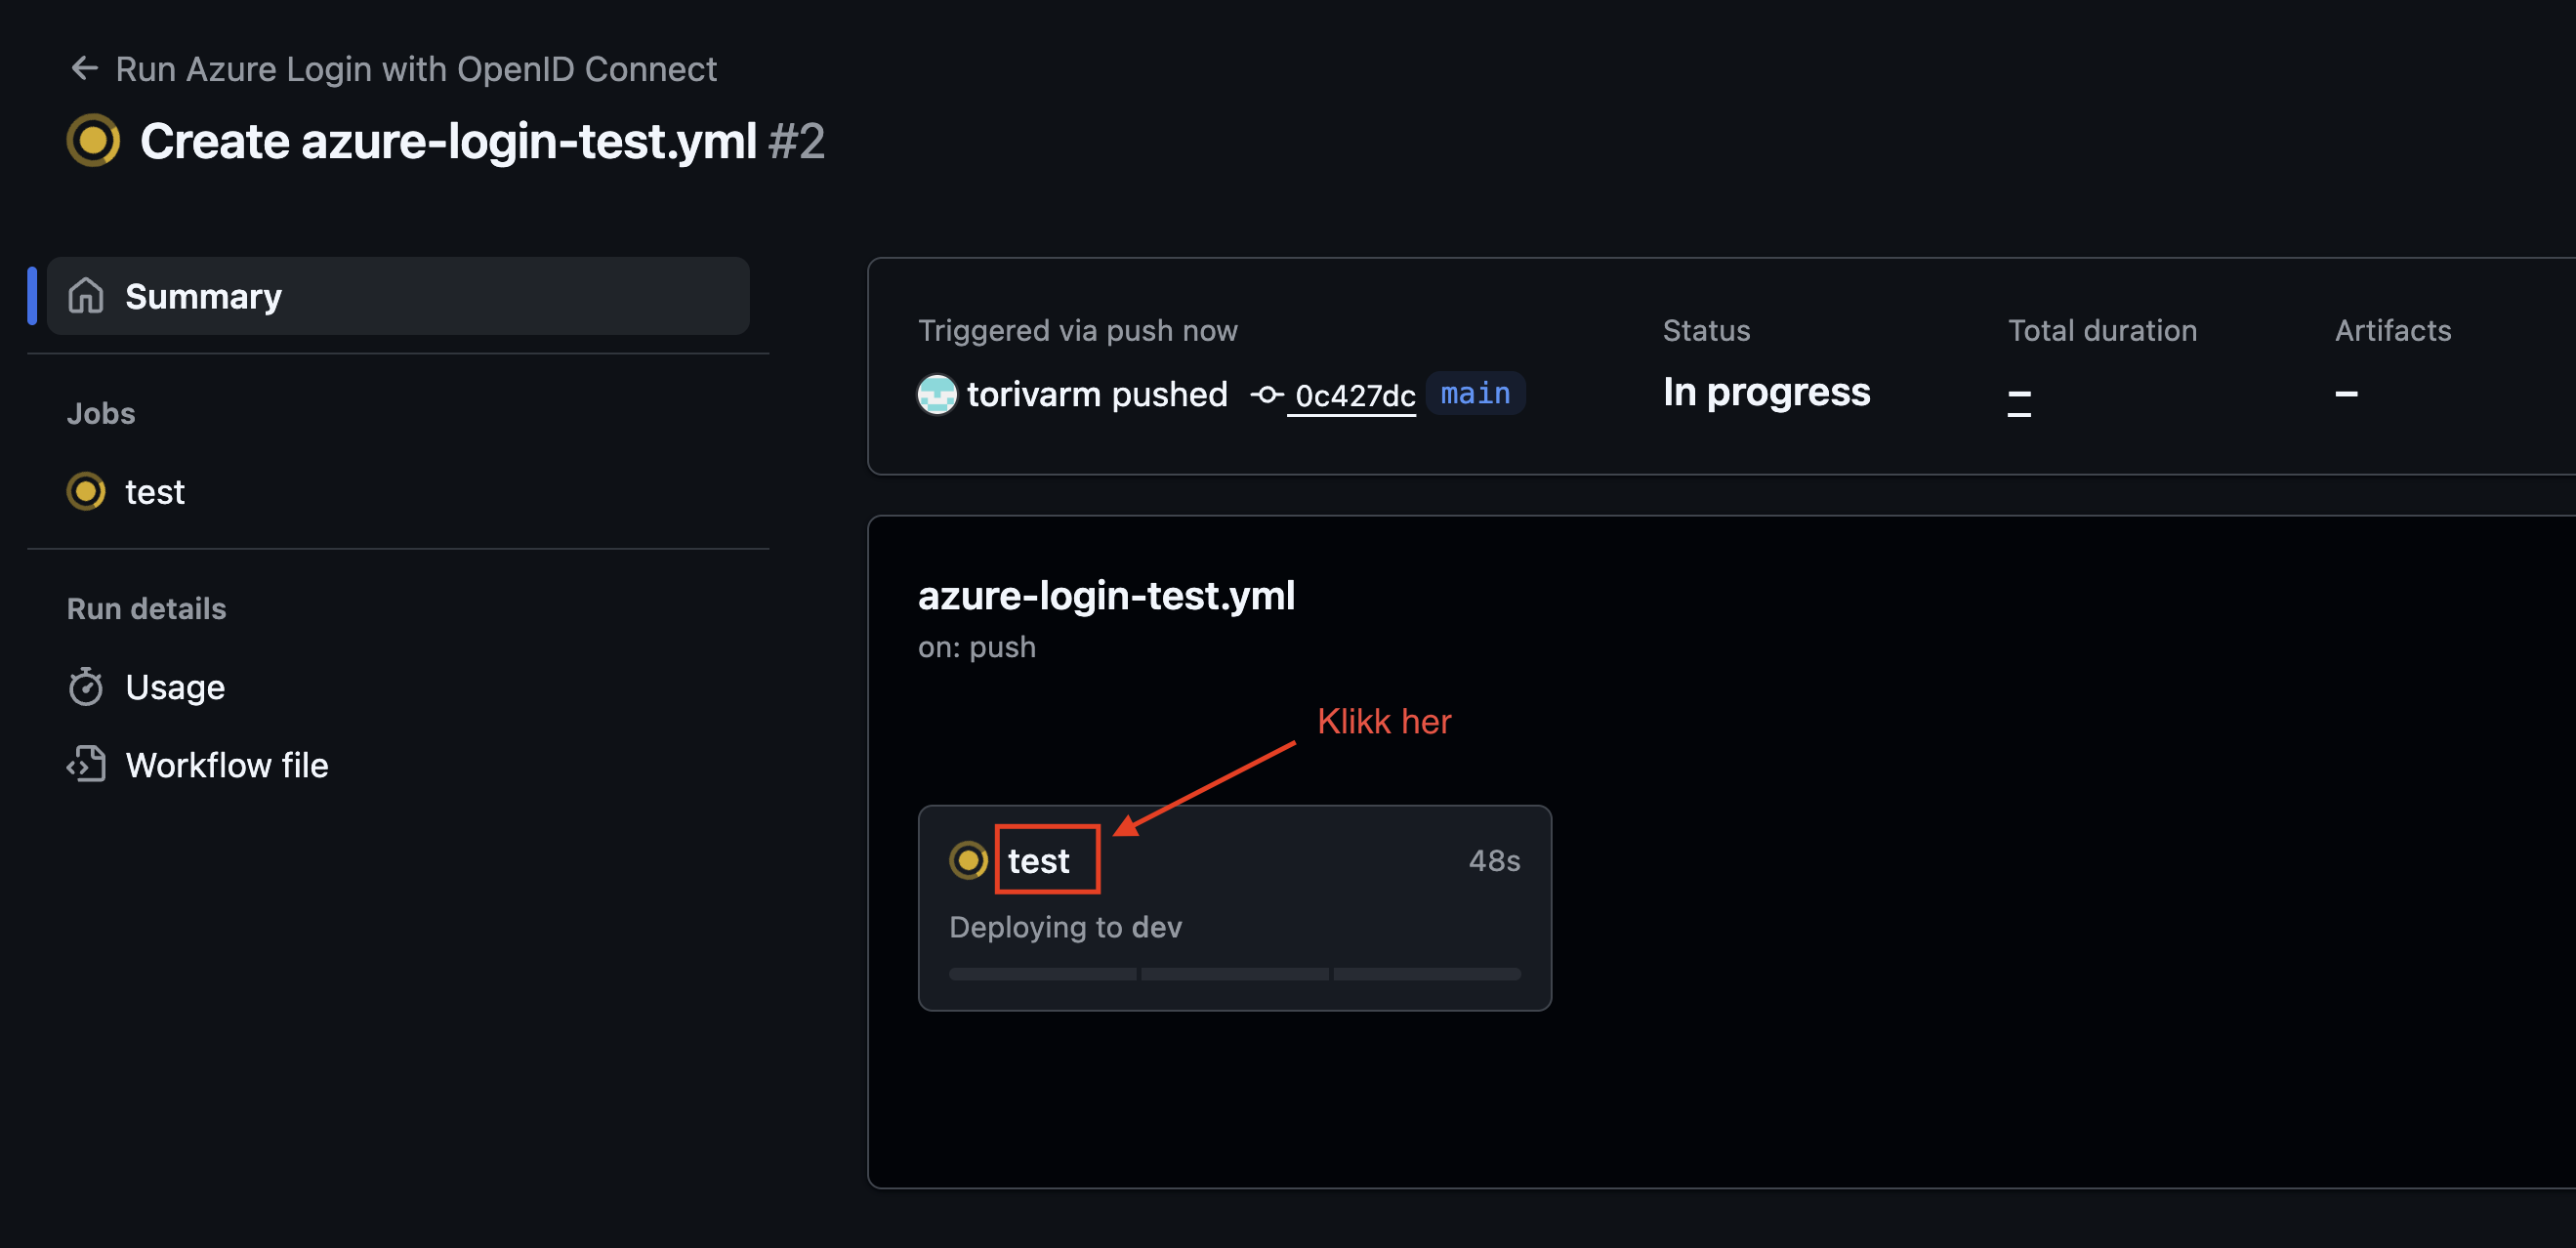 Run Azure Login with OpenID Connect
Create azure-login-test.yml #2
Summary
Jobs
test
Run details
Usage
Workflow file
Triggered via push now
torivarm pushed 0c427dc main
Status
In progress
Total duration
–
Artifacts
–
azure-login-test.yml
on: push
Klikk her
test 48s
Deploying to dev